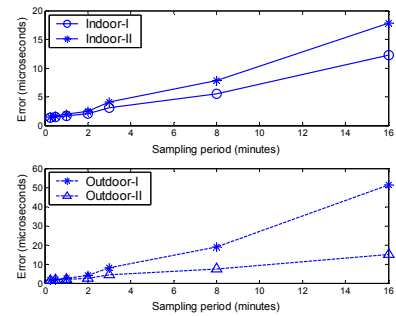 20
15
10
5
0
Error (microseconds)
Indoor-I
Indoor-II
0 2 4 6 8 10 12 14 16
Sampling period (minutes)
60
50
40
30
20
10
0
Error (microseconds)
Outdoor-I
Outdoor-II
0 2 4 6 8 10 12 14 16
Sampling period (minutes)